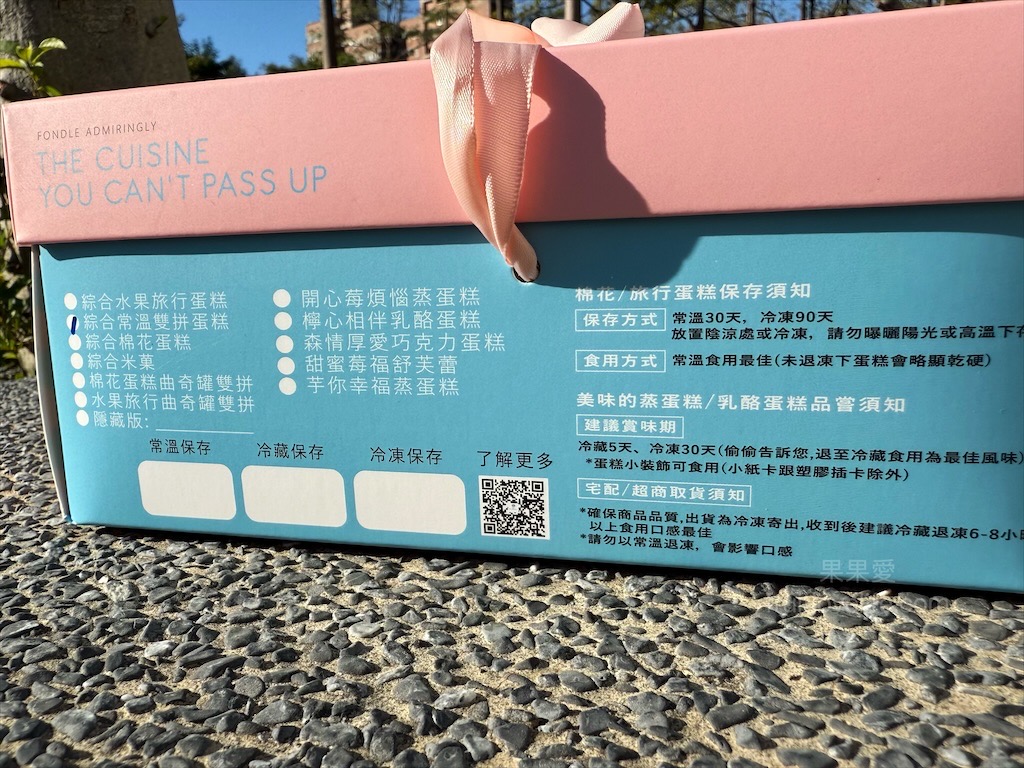 FONDLE ADMIRINGLY
THE CUISINE
YOU CAN'T PASS UP
綜合水果旅行蛋糕
綜合常溫雙拼蛋糕
綜合棉花蛋糕
綜合米菓
棉花蛋糕曲奇罐雙拼
水果旅行曲奇罐雙拼
隱藏版:
開心莓煩惱蒸蛋糕
檸心相伴乳酪蛋糕
森情厚愛巧克力蛋糕
甜蜜莓福舒芙蕾
芋你幸福蒸蛋糕
常溫保存
冷藏保存
冷凍保存
了解更多
棉花/旅行蛋糕保存須知
保存方式 常溫30天，冷凍90天
放置陰涼處或冷凍，請勿曝曬陽光或高溫下
食用方式 常溫食用最佳(未退凍下蛋糕會略顯乾硬)
美味的蒸蛋糕/乳酪蛋糕品嘗須知
建議賞味期
冷藏5天、冷凍30天(偷偷告訴您,退至冷藏食用為最佳風味)
*蛋糕小裝飾可食用(小紙卡跟塑膠插卡除外)
宅配/超商取貨須知
*確保商品品質,出貨為冷凍寄出,收到後建議冷藏退凍6-8小
以上食用口感最佳
*請勿以常溫退凍，會影響口感
果果愛